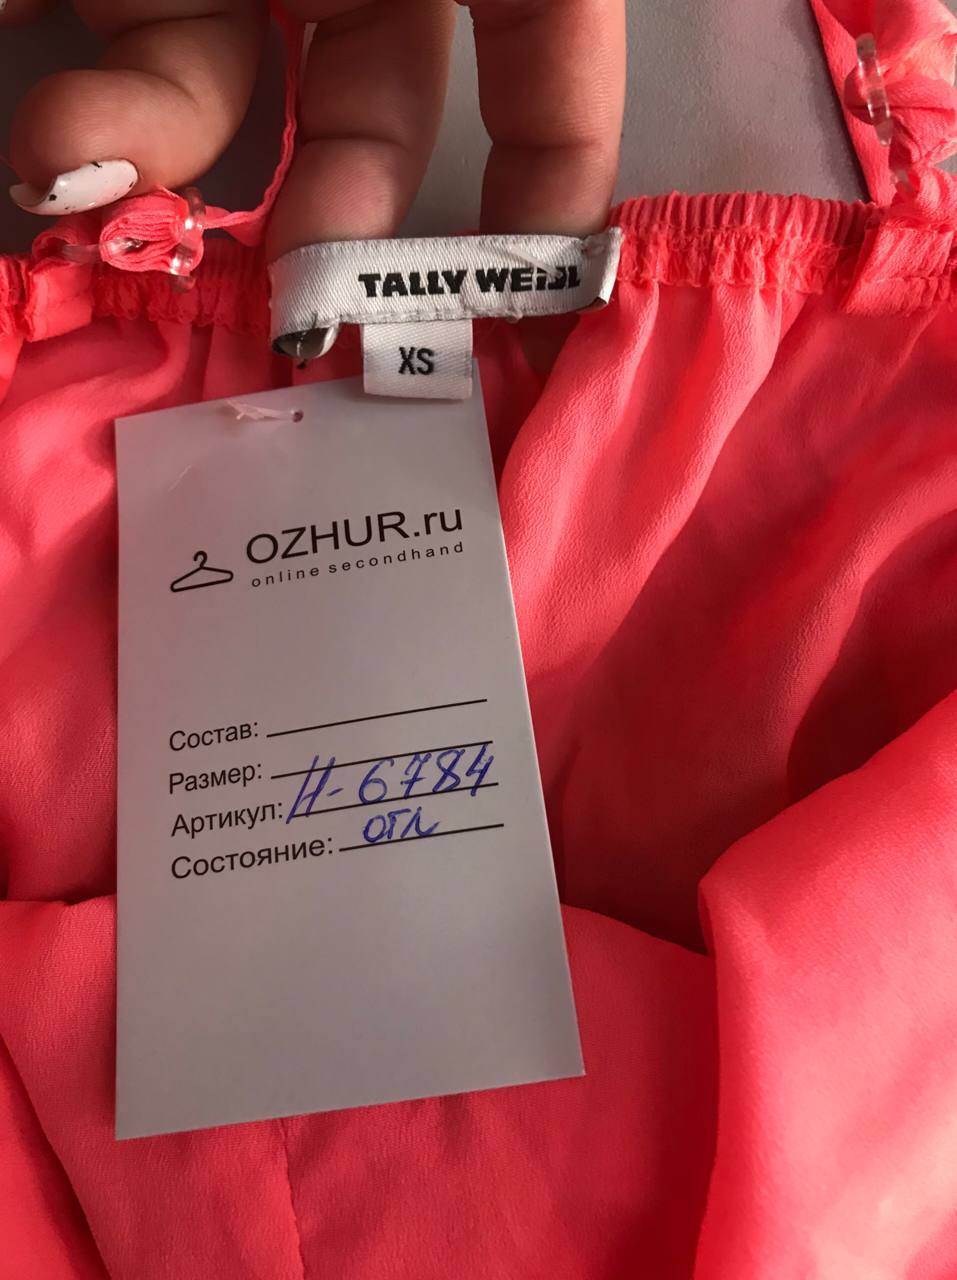 TALLY WEiJL
XS
OZHUR.ru
online secondhand
Состав:
Размер:
Артикул: Н-6784
Состояние: отл